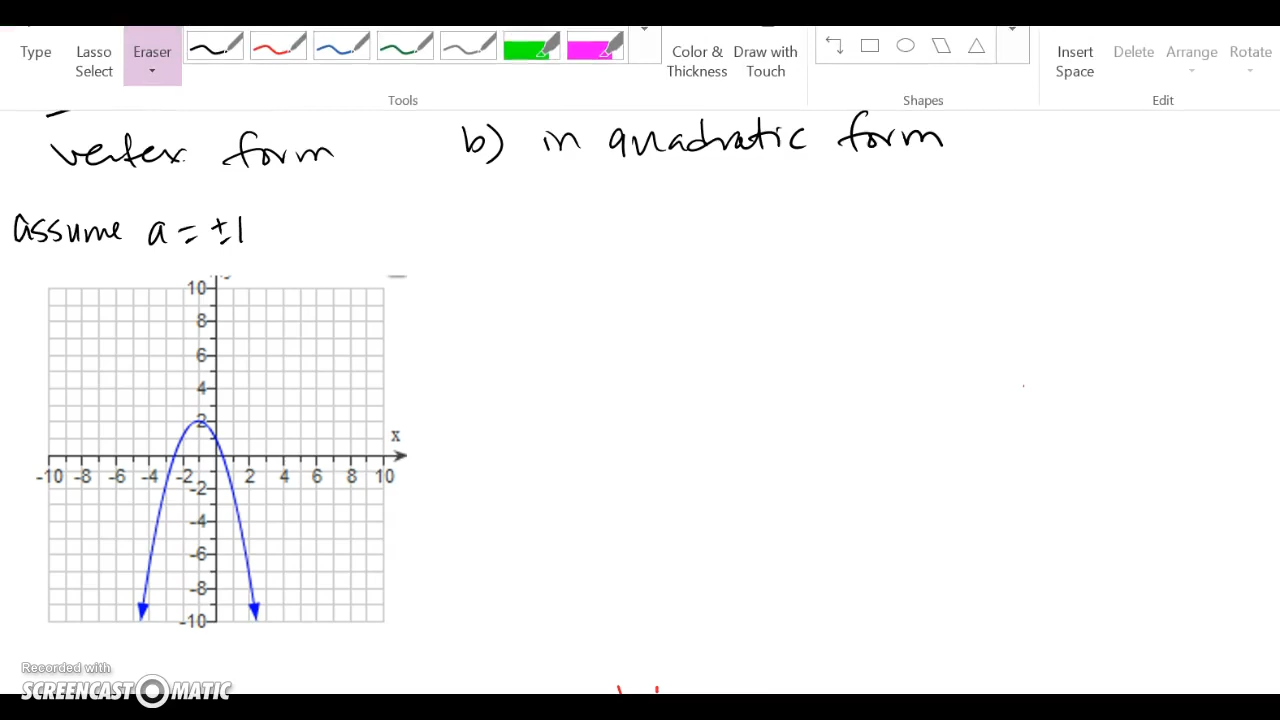 Type
Lasso Select
Eraser
Color & Thickness
Draw with Touch
Insert Space
Delete
Arrange
Rotate
Tools
Shapes
Edit
vertex form
b) in quadratic form
assume a = ±1
10
8
6
4
2
x
-10 -8 -6 -4 -2 2 4 6 8 10
-2
-4
-6
-8
-10
Recorded with
SCREENCAST MATIC